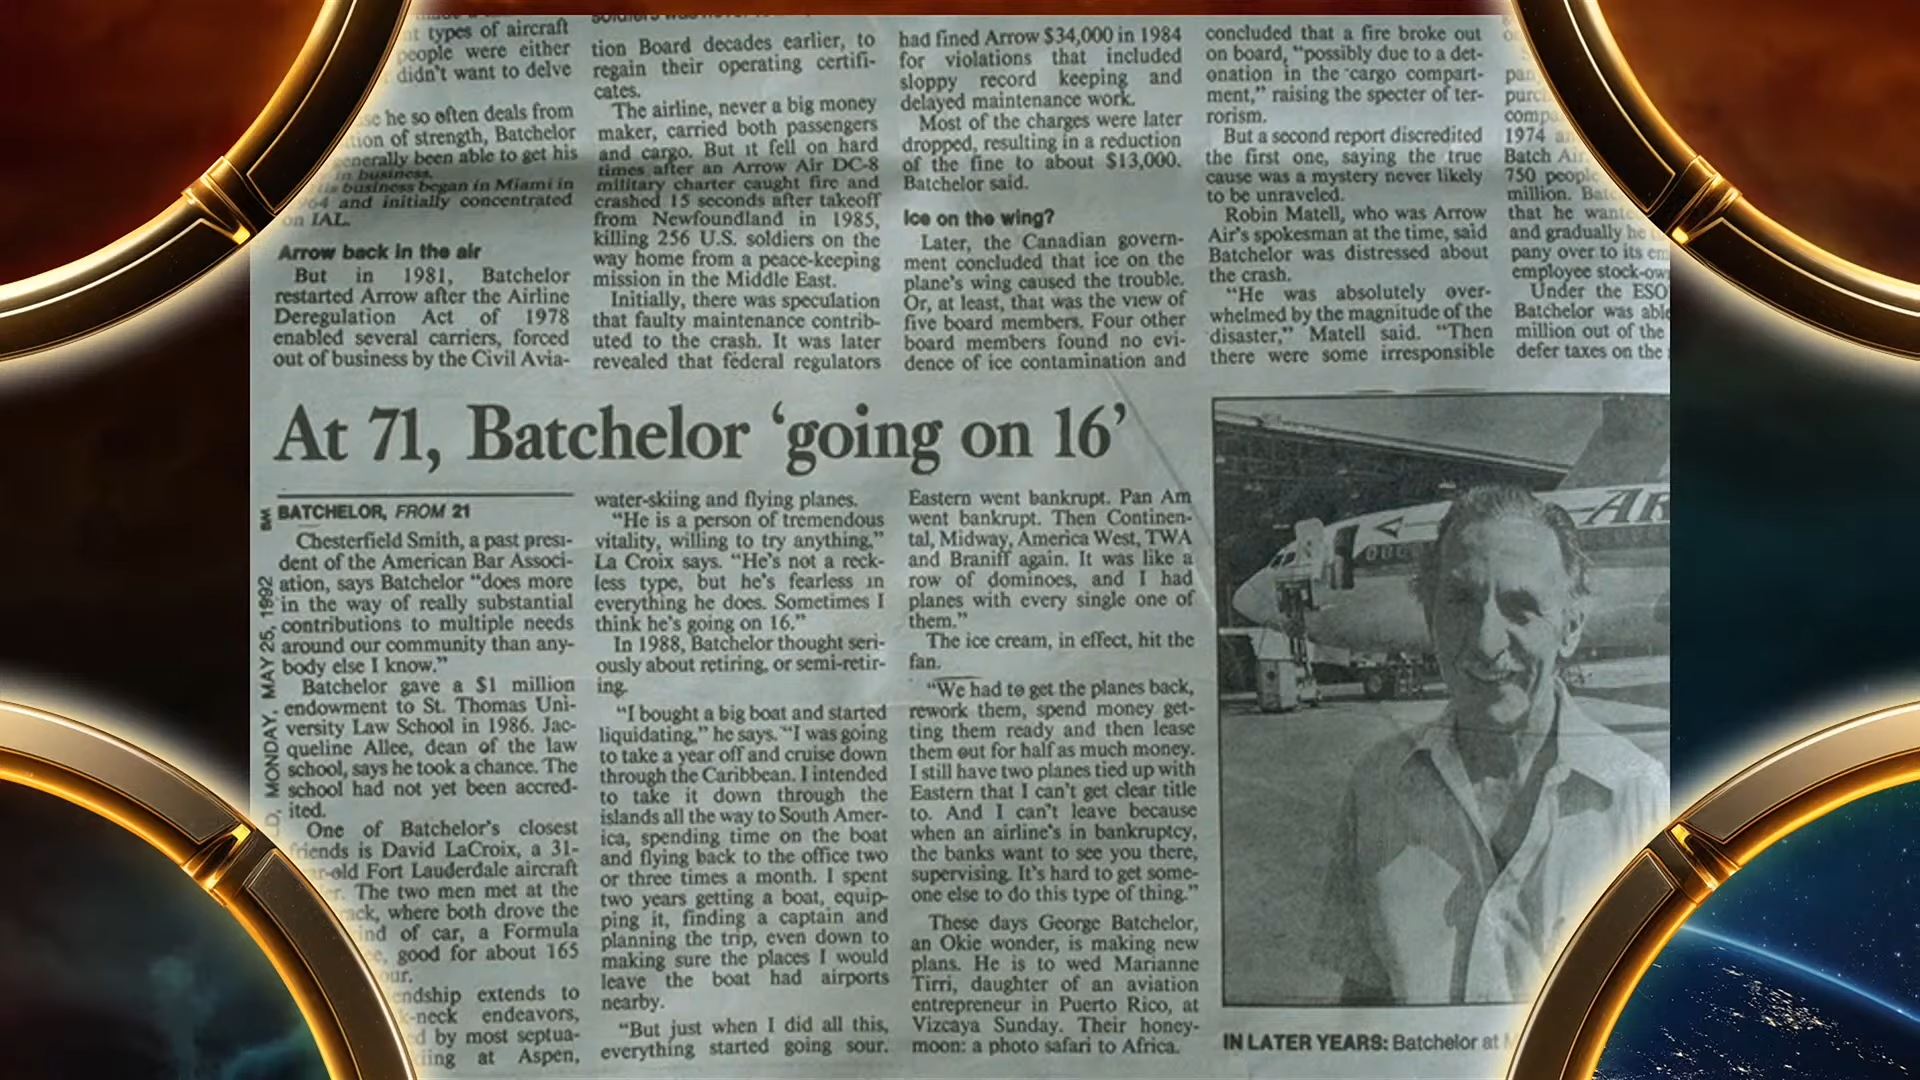 types of aircraft
people were either
didn't want to delve
he so often deals from
tion of strength, Batchelor
generally been able to get his
in business.
business began in Miami in
64 and initially concentrated
on IAL.
Arrow back in the air
But in 1981, Batchelor
restarted Arrow after the Airline
Deregulation Act of 1978
enabled several carriers, forced
out of business by the Civil Avia-
tion Board decades earlier, to
regain their operating certifi-
cates.
The airline, never a big money
maker, carried both passengers
and cargo. But it fell on hard
times after an Arrow Air DC-8
military charter caught fire and
crashed 15 seconds after takeoff
from Newfoundland in 1985,
killing 256 U.S. soldiers on the
way home from a peace-keeping
mission in the Middle East.
Initially, there was speculation
that faulty maintenance contrib-
uted to the crash. It was later
revealed that federal regulators
had fined Arrow $34,000 in 1984
for violations that included
sloppy record keeping and
delayed maintenance work.
Most of the charges were later
dropped, resulting in a reduction
of the fine to about $13,000.
Batchelor said.
Ice on the wing?
Later, the Canadian govern-
ment concluded that ice on the
plane's wing caused the trouble.
Or, at least, that was the view of
five board members. Four other
board members found no evi-
dence of ice contamination and
concluded that a fire broke out
on board, "possibly due to a det-
onation in the cargo compart-
ment," raising the specter of ter-
rorism.
But a second report discredited
the first one, saying the true
cause was a mystery never likely
to be unraveled.
Robin Matell, who was Arrow
Air's spokesman at the time, said
Batchelor was distressed about
the crash.
"He was absolutely over-
whelmed by the magnitude of the
disaster," Matell said. "Then
there were some irresponsible
pan
purc
comp
1974
Batch Air
750 people
million. Bat
that he want
and gradually he
pany over to its em
employee stock-ow
Under the ESO
Batchelor was abl
million out of the
defer taxes on the
At 71, Batchelor 'going on 16'
MONDAY, MAY 25, 1992 BM
BATCHELOR, FROM 21
Chesterfield Smith, a past presi-
dent of the American Bar Associ-
ation, says Batchelor "does more
in the way of really substantial
contributions to multiple needs
around our community than any-
body else I know."
Batchelor gave a $1 million
endowment to St. Thomas Uni-
versity Law School in 1986. Jac-
queline Allee, dean of the law
school, says he took a chance. The
school had not yet been accred-
ited.
One of Batchelor's closest
friends is David LaCroix, a 31-
r-old Fort Lauderdale aircraft
r. The two men met at the
ack, where both drove the
nd of car, a Formula
good for about 165
our.
endship extends to
k-neck endeavors,
d by most septua-
iing at Aspen,
water-skiing and flying planes.
"He is a person of tremendous
vitality, willing to try anything,"
La Croix says. "He's not a reck-
less type, but he's fearless in
everything he does. Sometimes I
think he's going on 16."
In 1988, Batchelor thought seri-
ously about retiring, or semi-retir-
ing.
"I bought a big boat and started
liquidating," he says. "I was going
to take a year off and cruise down
through the Caribbean. I intended
to take it down through the
islands all the way to South Amer-
ica, spending time on the boat
and flying back to the office two
or three times a month. I spent
two years getting a boat, equip-
ping it, finding a captain and
planning the trip, even down to
making sure the places I would
leave the boat had airports
nearby.
"But just when I did all this,
everything started going sour.
Eastern went bankrupt. Pan Am
went bankrupt. Then Continen-
tal, Midway, America West, TWA
and Braniff again. It was like a
row of dominoes, and I had
planes with every single one of
them."
The ice cream, in effect, hit the
fan.
"We had to get the planes back,
rework them, spend money get-
ting them ready and then lease
them out for half as much money.
I still have two planes tied up with
Eastern that I can't get clear title
to. And I can't leave because
when an airline's in bankruptcy,
the banks want to see you there,
supervising. It's hard to get some-
one else to do this type of thing."
These days George Batchelor,
an Okie wonder, is making new
plans. He is to wed Marianne
Tirri, daughter of an aviation
entrepreneur in Puerto Rico, at
Vizcaya Sunday. Their honey-
moon: a photo safari to Africa.
AR
IN LATER YEARS: Batchelor at